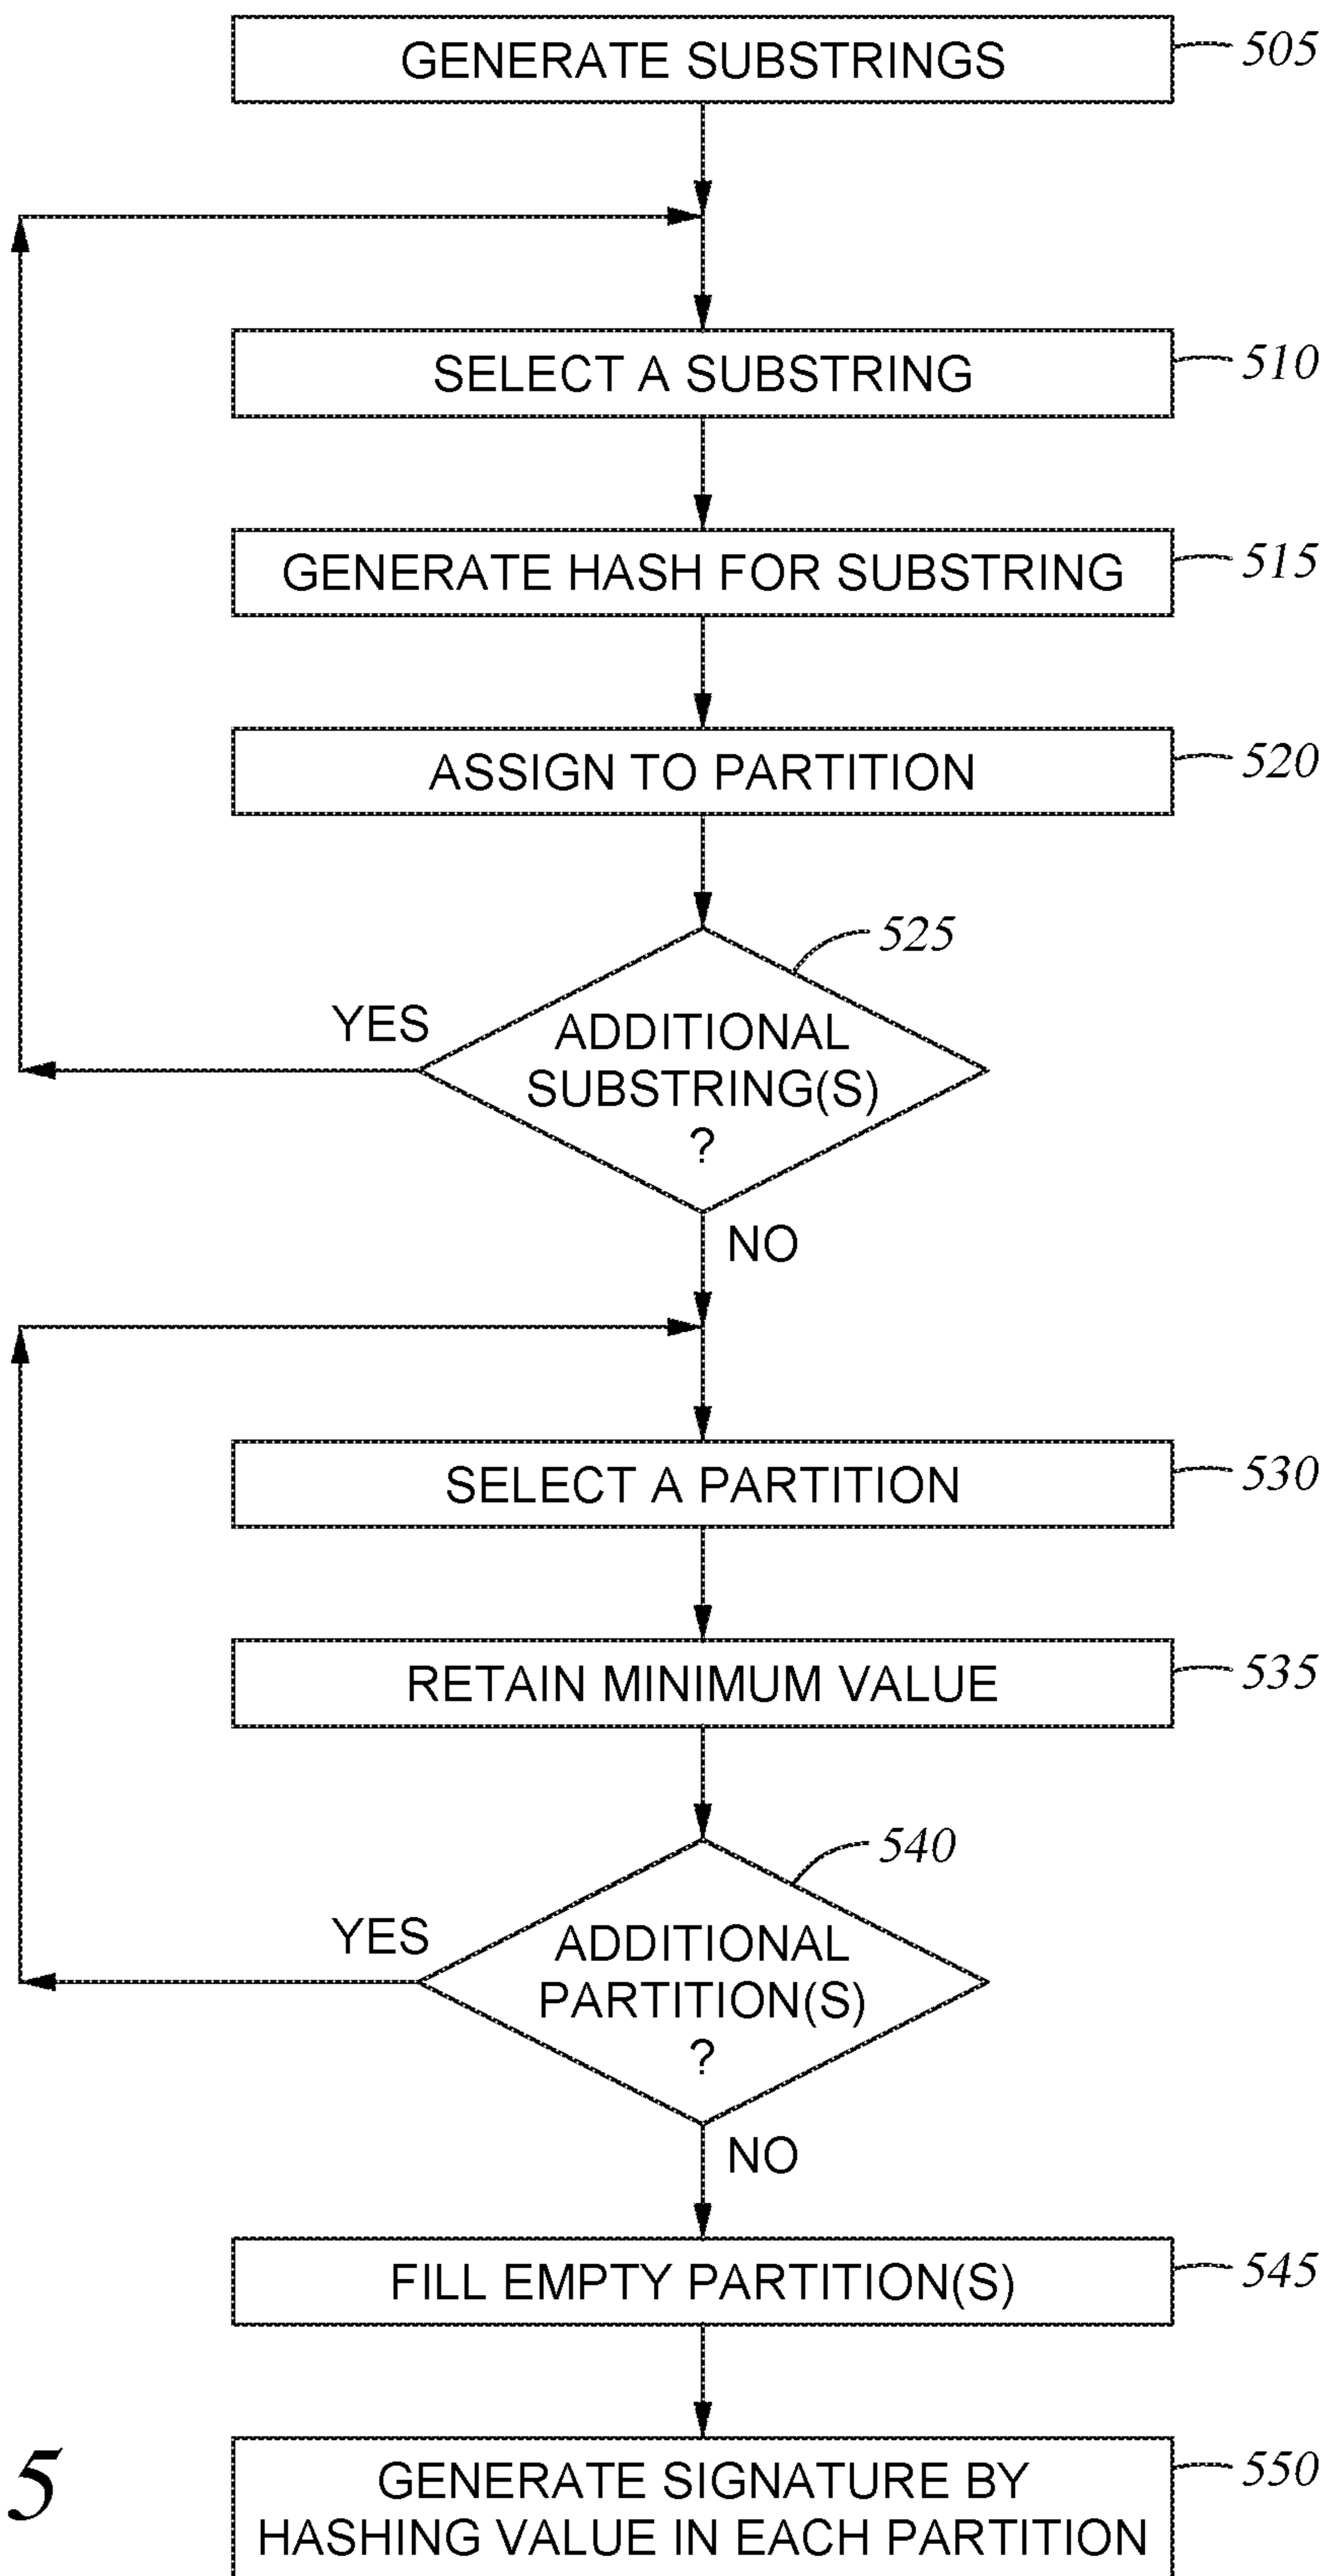 GENERATE SUBSTRINGS 505
SELECT A SUBSTRING 510
GENERATE HASH FOR SUBSTRING 515
ASSIGN TO PARTITION 520
525
ADDITIONAL
SUBSTRING(S)
?
YES
NO
SELECT A PARTITION 530
RETAIN MINIMUM VALUE 535
540
ADDITIONAL
PARTITION(S)
?
YES
NO
FILL EMPTY PARTITION(S) 545
GENERATE SIGNATURE BY
HASHING VALUE IN EACH PARTITION
550
5